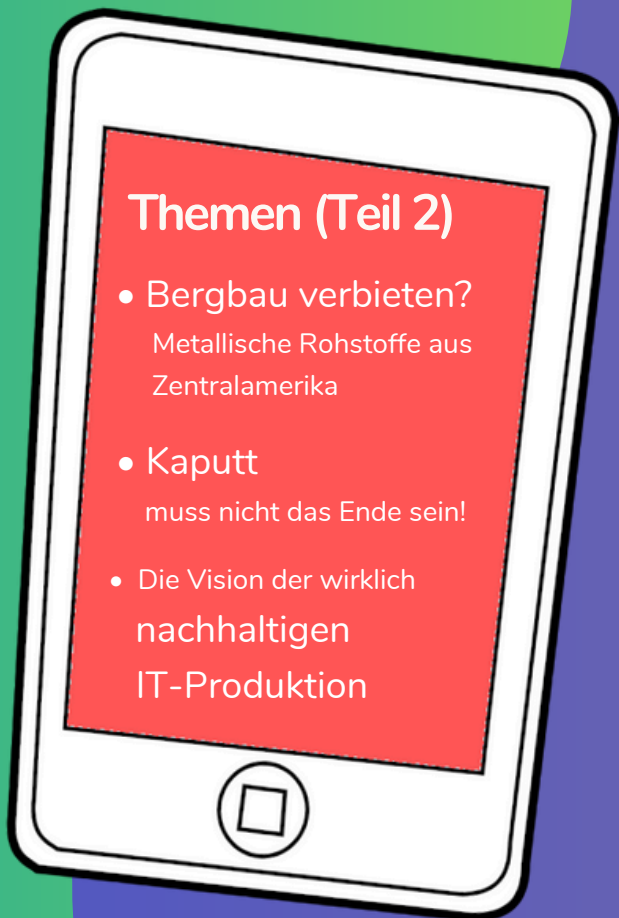 Themen (Teil 2)
• Bergbau verbieten?
Metallische Rohstoffe aus
Zentralamerika
• Kaputt
muss nicht das Ende sein!
• Die Vision der wirklich
nachhaltigen
IT-Produktion